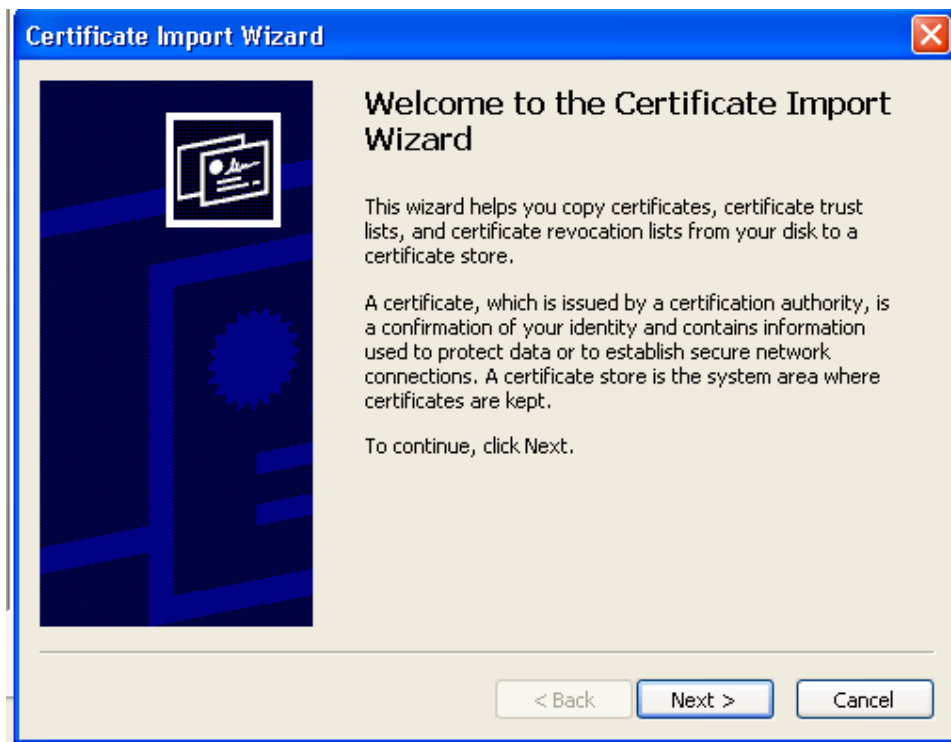 Certificate Import Wizard
Welcome to the Certificate Import
Wizard
This wizard helps you copy certificates, certificate trust
lists, and certificate revocation lists from your disk to a
certificate store.
A certificate, which is issued by a certification authority, is
a confirmation of your identity and contains information
used to protect data or to establish secure network
connections. A certificate store is the system area where
certificates are kept.
To continue, click Next.
< Back
Next >
Cancel